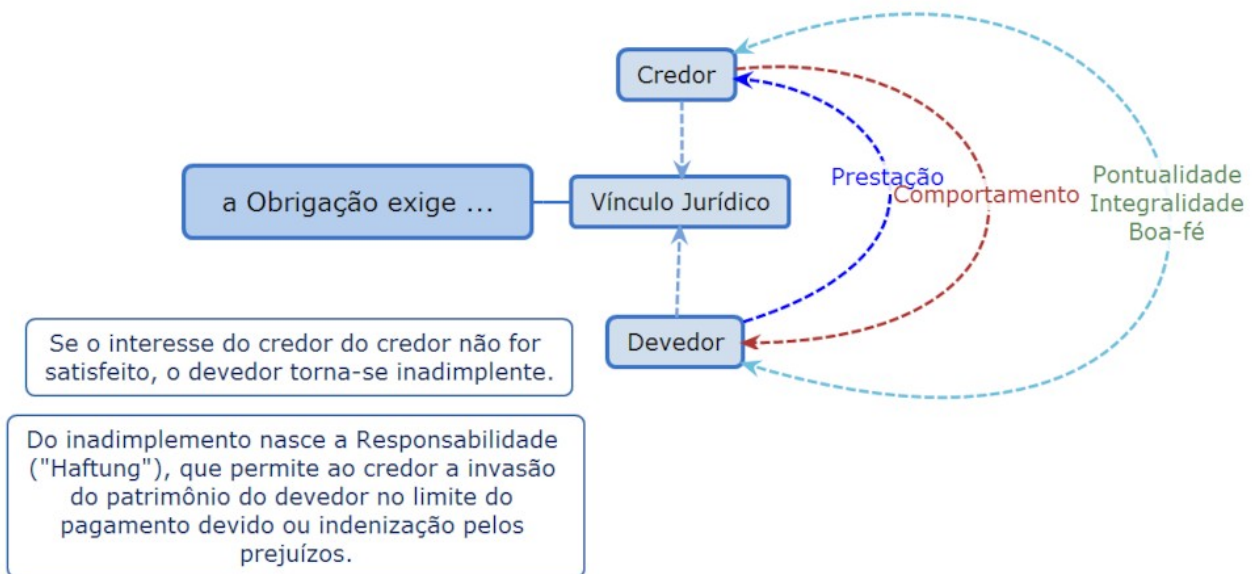 Credor
a Obrigação exige ...
Vínculo Jurídico
Prestação
Comportamento
Pontualidade
Integralidade
Boa-fé
Devedor
Se o interesse do credor do credor não for
satisfeito, o devedor torna-se inadimplente.
Do inadimplemento nasce a Responsabilidade
("Haftung"), que permite ao credor a invasão
do patrimônio do devedor no limite do
pagamento devido ou indenização pelos
prejuízos.